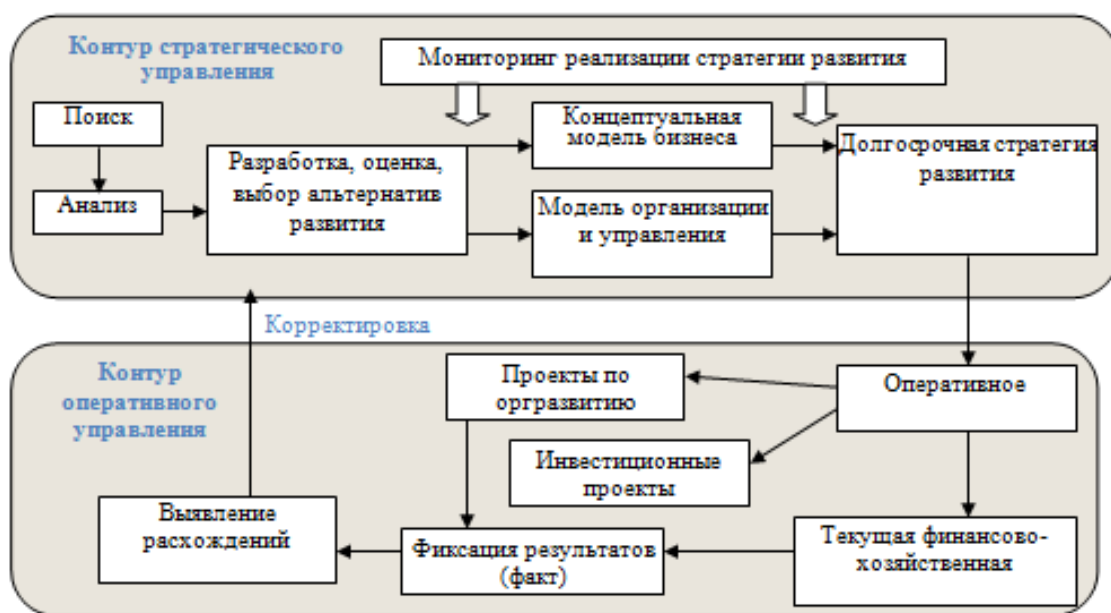 Контур стратегического
управления
Мониторинг реализации стратегии развития
Поиск
Анализ
Разработка, оценка,
выбор альтернатив
развития
Концептуальная
модель бизнеса
Модель организации
и управления
Долгосрочная стратегия
развития
Корректировка
Контур
оперативного
управления
Проекты по
оргразвитию
Оперативное
Инвестиционные
проекты
Выявление
расхождений
Фиксация результатов
(факт)
Текущая финансово-
хозяйственная